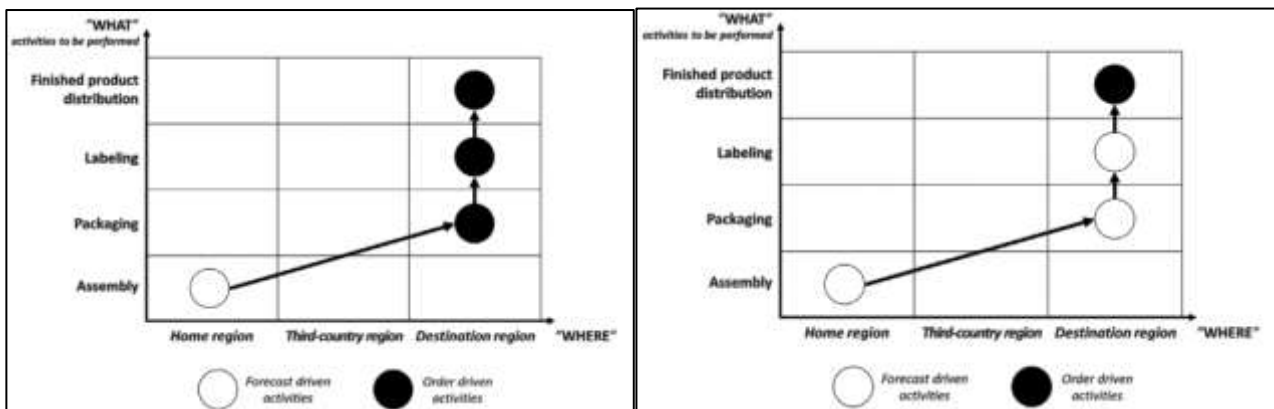 "WHAT"
activities to be performed
Finished product
distribution
Labeling
Packaging
Assembly
Home region
Third-country region
Destination region
"WHERE"
Forecast driven
activities
Order driven
activities
"WHAT"
activities to be performed
Finished product
distribution
Labeling
Packaging
Assembly
Home region
Third-country region
Destination region
"WHERE"
Forecast driven
activities
Order driven
activities